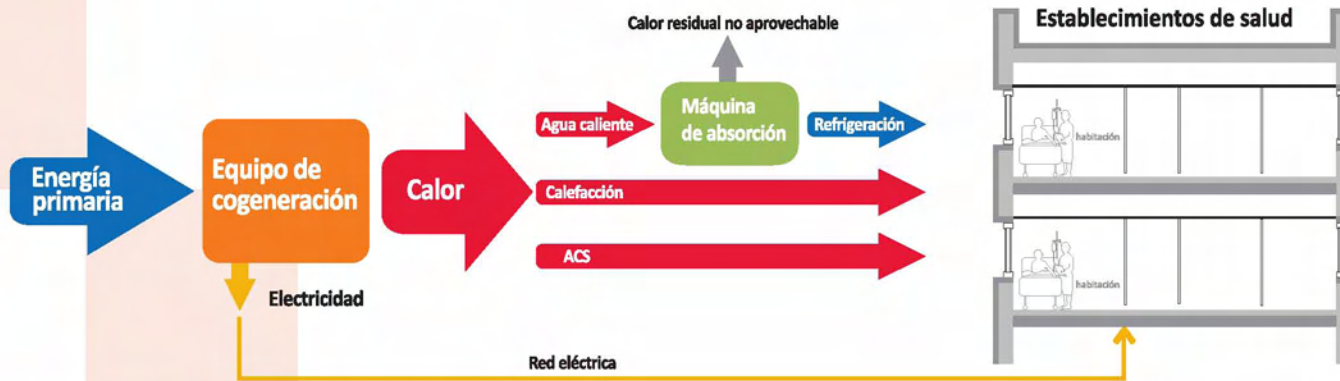 Calor residual no aprovechable
Establecimientos de salud
Energía
primaria
Equipo de
cogeneración
Calor
Agua caliente
Máquina
de absorción
Refrigeración
Calefacción
ACS
habitación
habitación
Electricidad
Red eléctrica